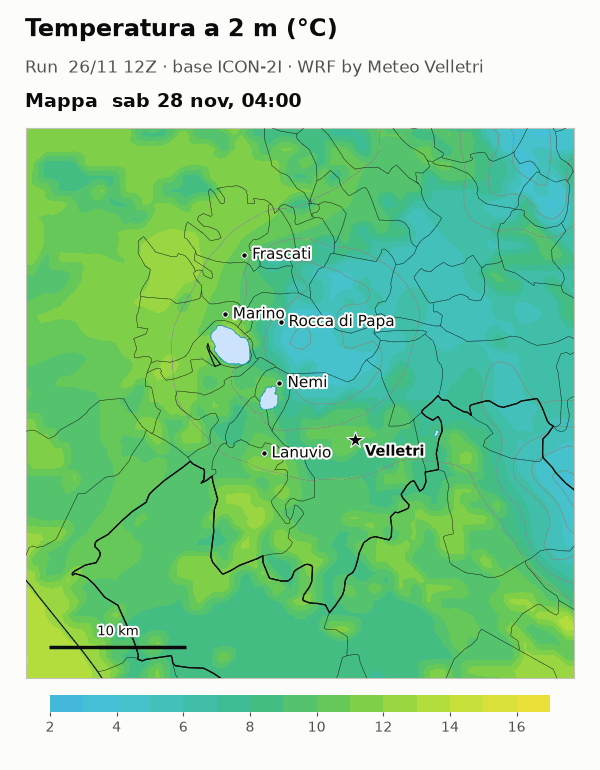 Temperatura a 2 m (°C)
Run  26/11 12Z · base ICON-2I · WRF by Meteo Velletri
Mappa  sab 28 nov, 04:00
Frascati
Marino
Rocca di Papa
Nemi
Velletri
Lanuvio
10 km
2 4 6 8 10 12 14 16